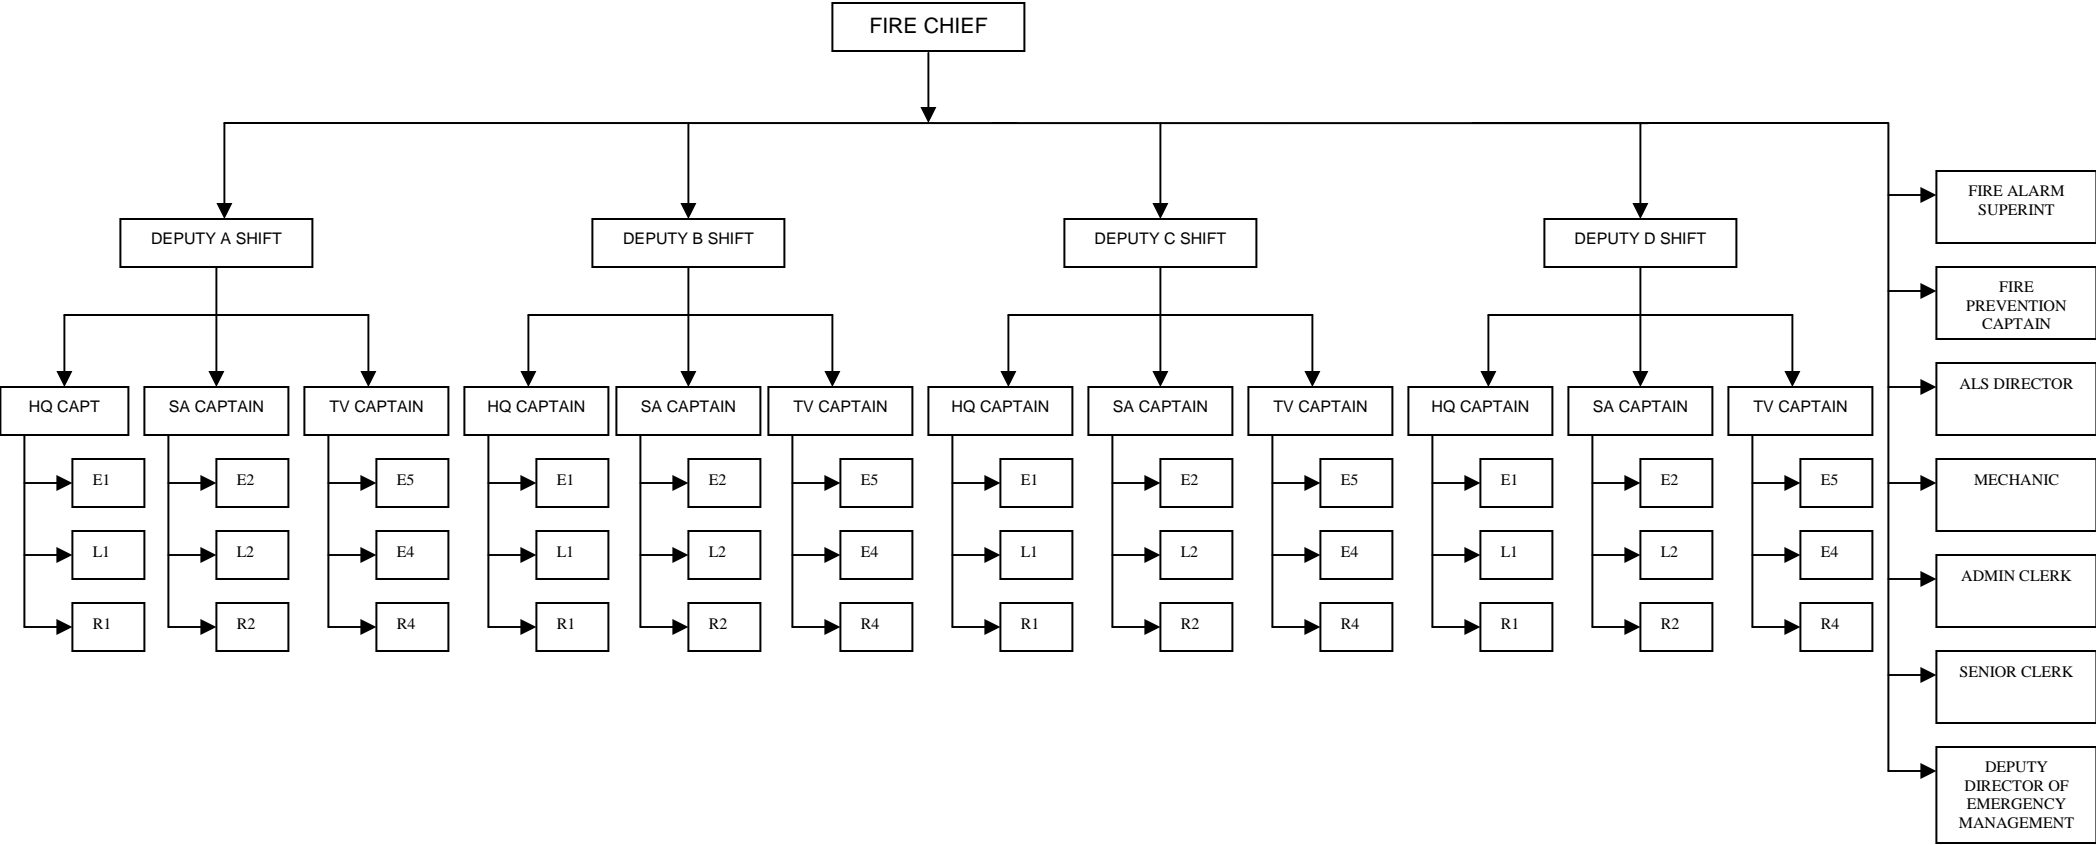 FIRE CHIEF
DEPUTY A SHIFT
DEPUTY B SHIFT
DEPUTY C SHIFT
DEPUTY D SHIFT
HQ CAPT
SA CAPTAIN
TV CAPTAIN
HQ CAPTAIN
SA CAPTAIN
TV CAPTAIN
HQ CAPTAIN
SA CAPTAIN
TV CAPTAIN
HQ CAPTAIN
SA CAPTAIN
TV CAPTAIN
E1
E2
E5
E1
E2
E5
E1
E2
E5
E1
E2
E5
L1
L2
E4
L1
L2
E4
L1
L2
E4
L1
L2
E4
R1
R2
R4
R1
R2
R4
R1
R2
R4
R1
R2
R4
FIRE ALARM
SUPERINT
FIRE
PREVENTION
CAPTAIN
ALS DIRECTOR
MECHANIC
ADMIN CLERK
SENIOR CLERK
DEPUTY
DIRECTOR OF
EMERGENCY
MANAGEMENT